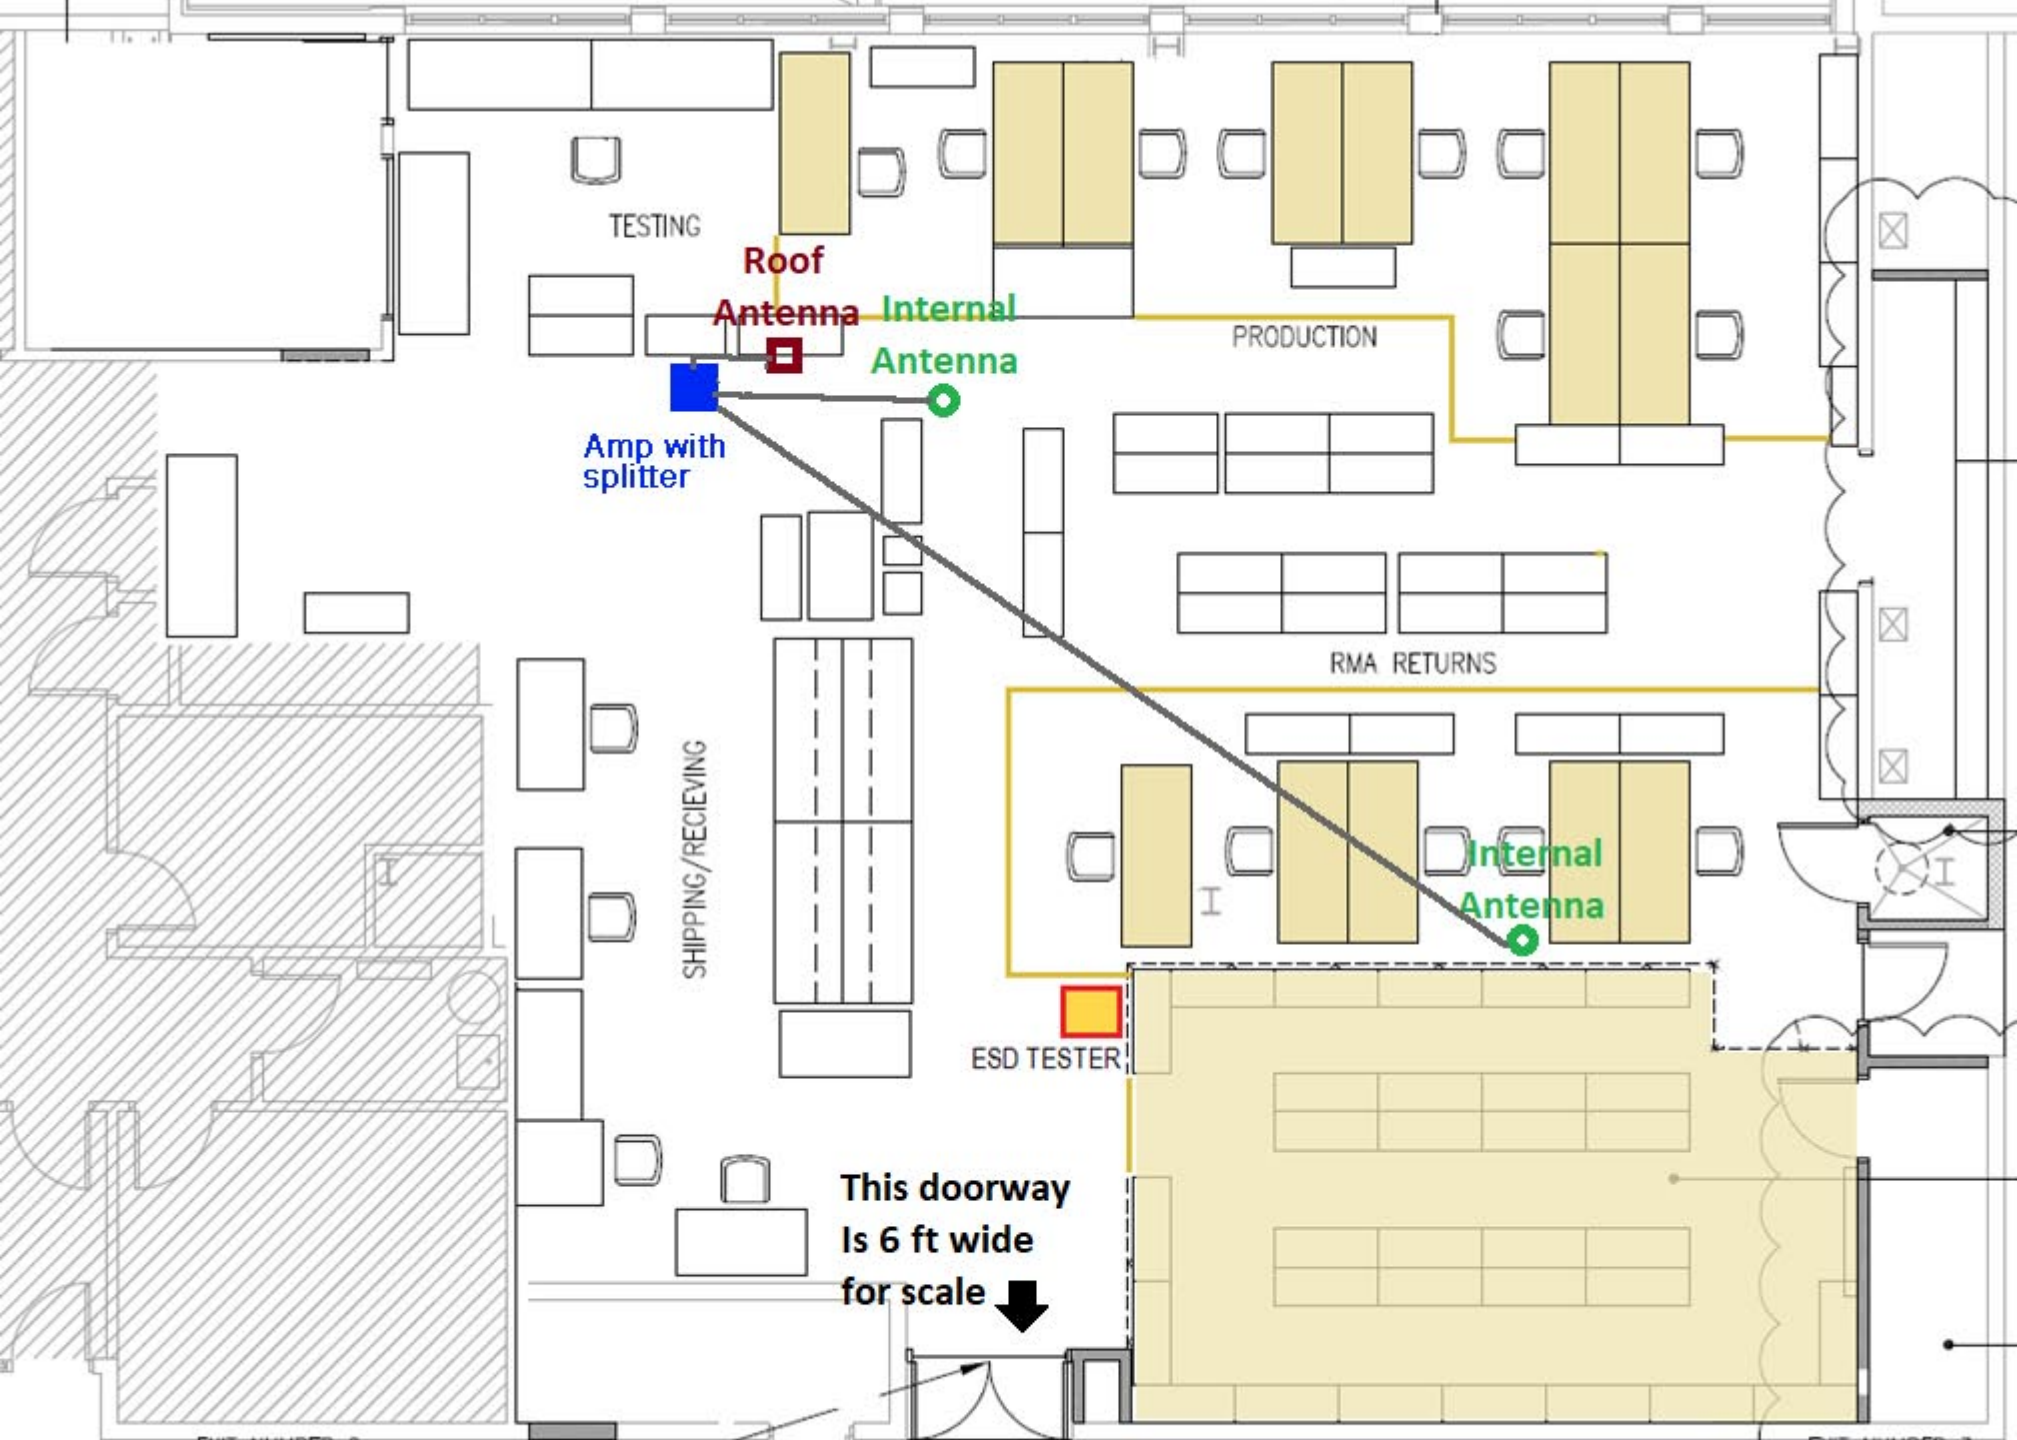 TESTING
Roof
Antenna
Internal
Antenna
PRODUCTION
Amp with
splitter
RMA RETURNS
SHIPPING/RECIEVING
Internal
Antenna
ESD TESTER
This doorway
Is 6 ft wide
for scale